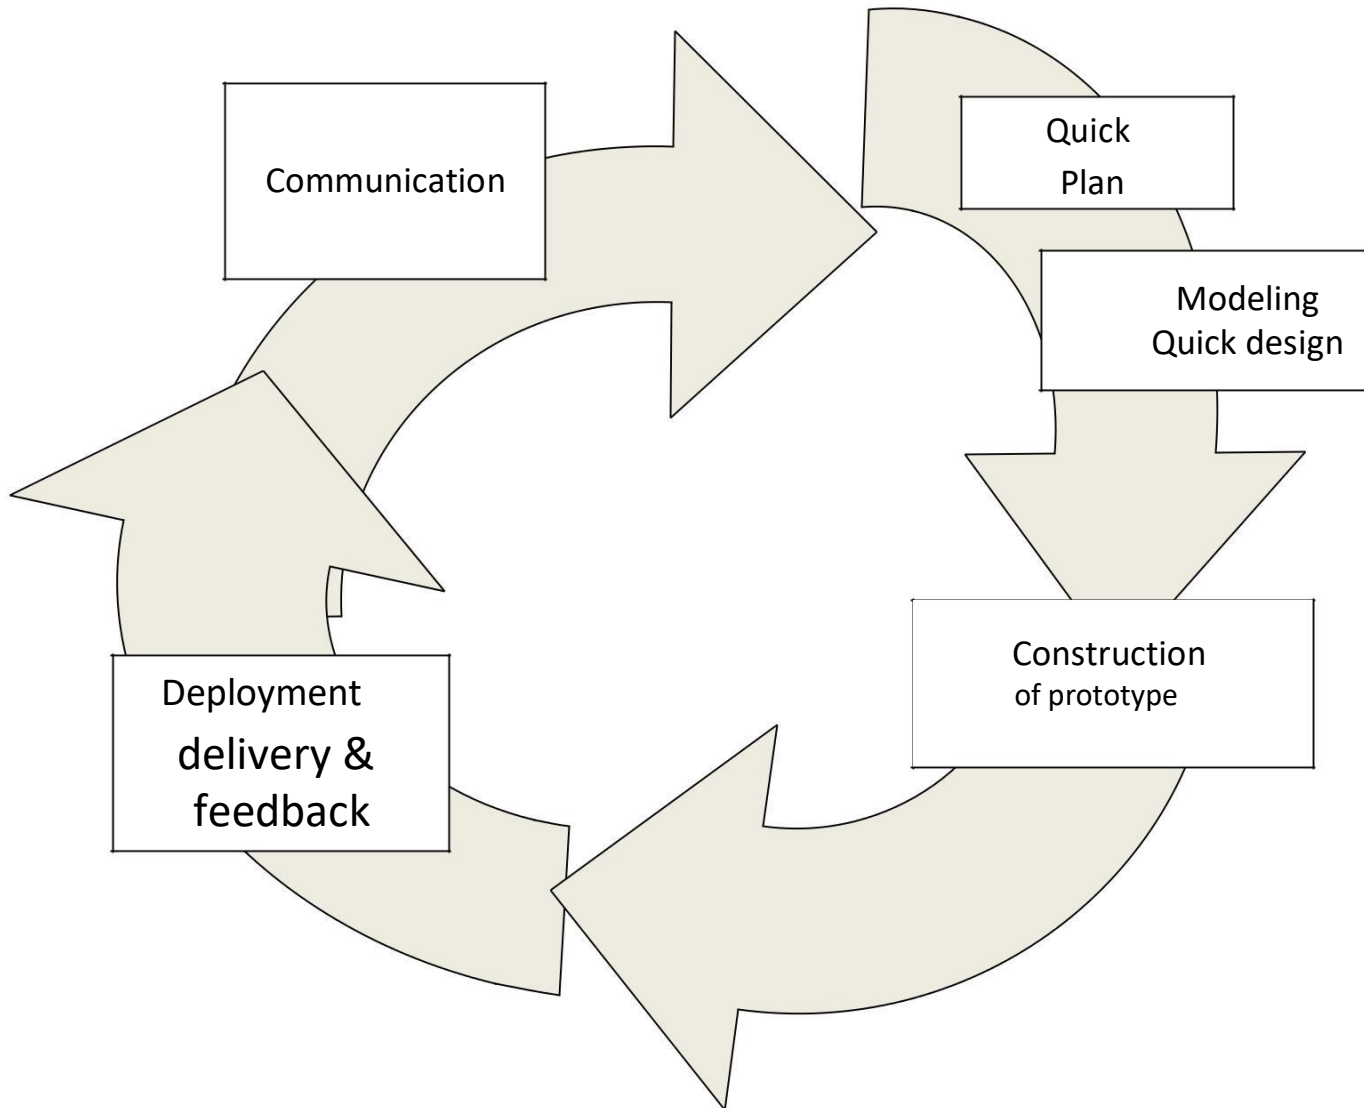 Communication
Quick
Plan
Modeling
Quick design
Construction
of prototype
Deployment
delivery &
feedback